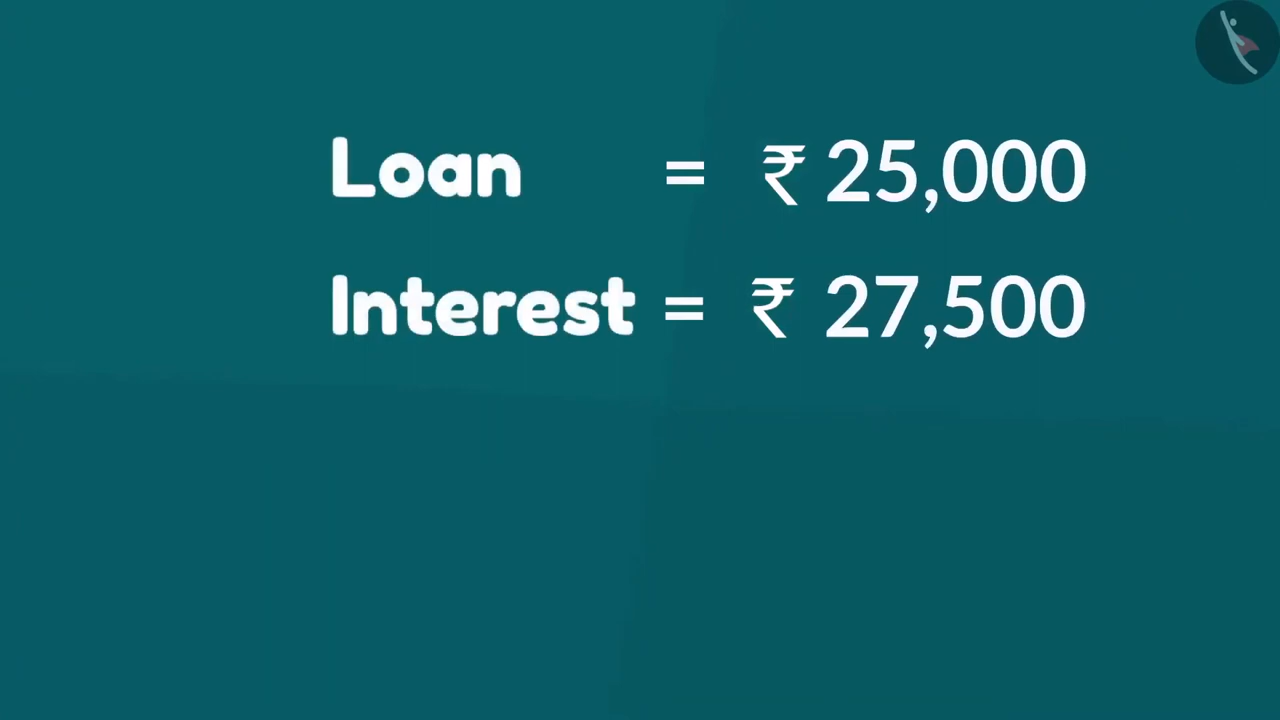 Loan = ₹ 25,000
Interest = ₹ 27,500